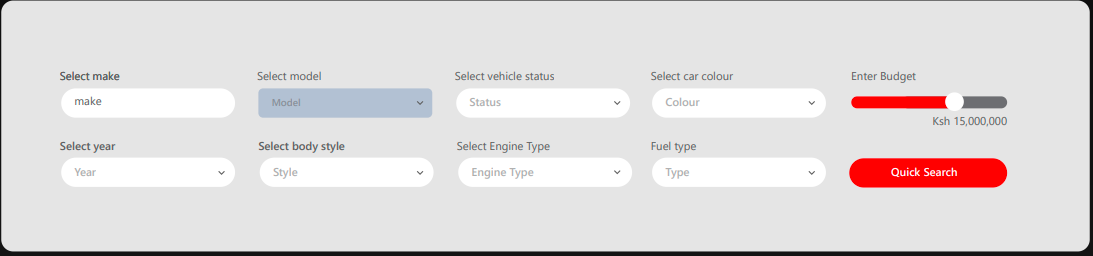 Select make
Select model
Select vehicle status
Select car colour
Enter Budget
make
Model
Status
Colour
Ksh 15,000,000
Select year
Select body style
Select Engine Type
Fuel type
Year
Style
Engine Type
Type
Quick Search